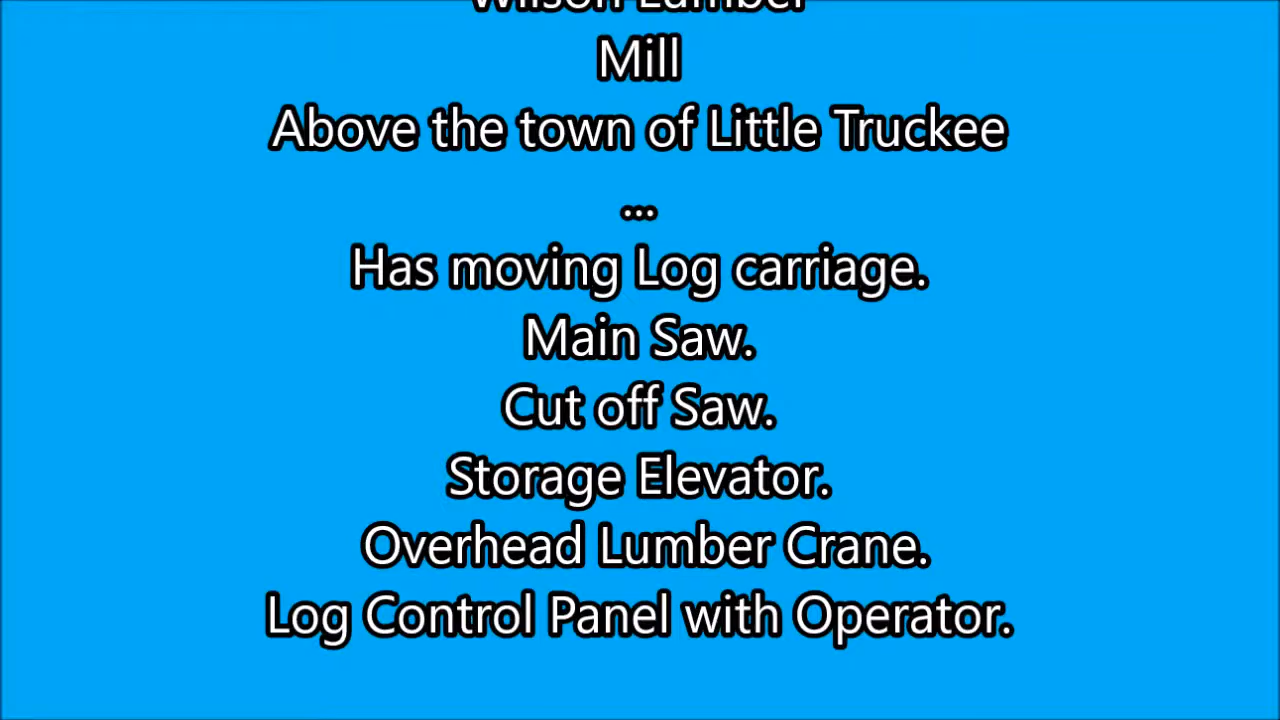 Wilson Lumber
Mill
Above the town of Little Truckee
...
Has moving Log carriage.
Main Saw.
Cut off Saw.
Storage Elevator.
Overhead Lumber Crane.
Log Control Panel with Operator.